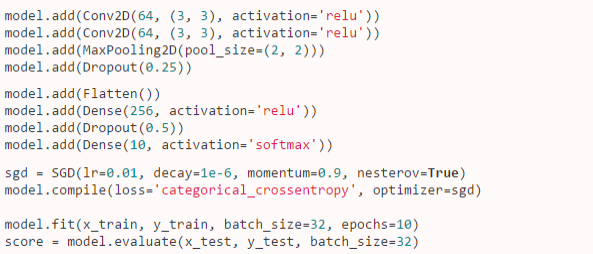 model.add(Conv2D(64, (3, 3), activation='relu'))
model.add(Conv2D(64, (3, 3), activation='relu'))
model.add(MaxPooling2D(pool_size=(2, 2)))
model.add(Dropout(0.25))
model.add(Flatten())
model.add(Dense(256, activation='relu'))
model.add(Dropout(0.5))
model.add(Dense(10, activation='softmax'))
sgd = SGD(lr=0.01, decay=1e-6, momentum=0.9, nesterov=True)
model.compile(loss='categorical_crossentropy', optimizer=sgd)
model.fit(x_train, y_train, batch_size=32, epochs=10)
score = model.evaluate(x_test, y_test, batch_size=32)